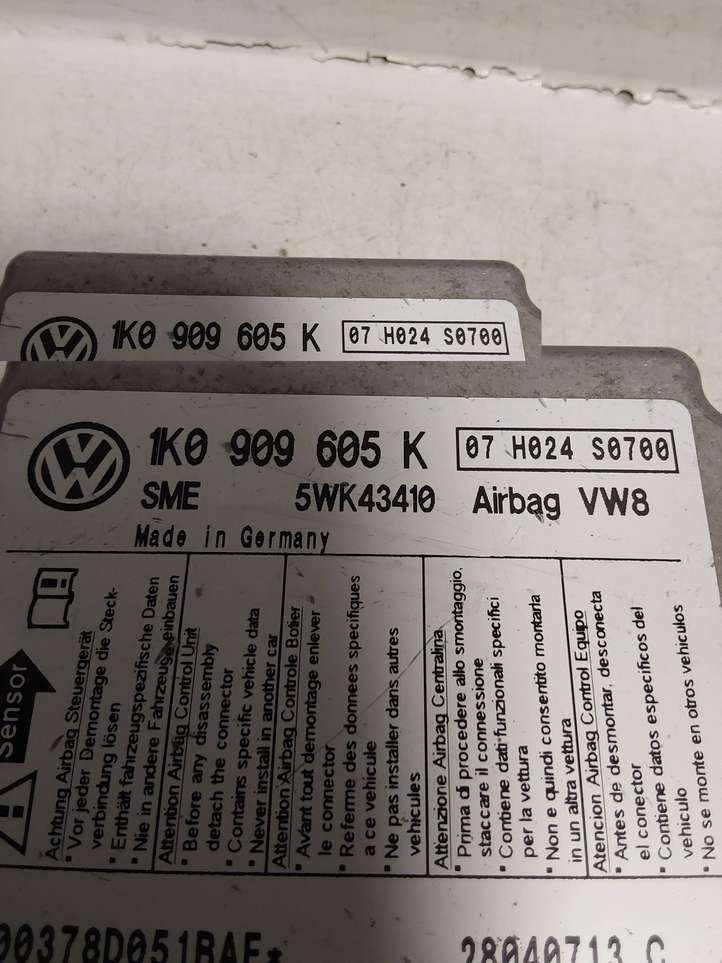 1K0 909 605 K 07 H024 S0700
1K0 909 605 K 07 H024 S0700
SME 5WK43410 Airbag VW8
Made in Germany
Sensor
Achtung Airbag Steuergerät
• Vor jeder Demontage die Steck-
verbindung lösen
• Enthält fahrzeugspezifische Daten
• Nie in andere Fahrzeuge einbauen
Attention Airbag Control Unit
• Before any disassembly
detach the connector
• Contains specific vehicle data
• Never install in another car
Attention Airbag Controle Botier
• Avant tout demontage enlever
le connector
• Referme des donnees specifiques
a ce vehicule
• Ne pas installer dans autres
vehicules
Attenzione Airbag Centralina
• Prima di procedere allo smontaggio,
staccare il connessione
• Contiene dati funzionali specifici
per la vettura
• Non e quindi consentito montarla
in un altra vettura
Atencion Airbag Control Equipo
• Antes de desmontar, desconecta
el conector
• Contiene datos especificos del
vehiculo
• No se monte en otros vehiculos
00378D051BAE* 28040713 C